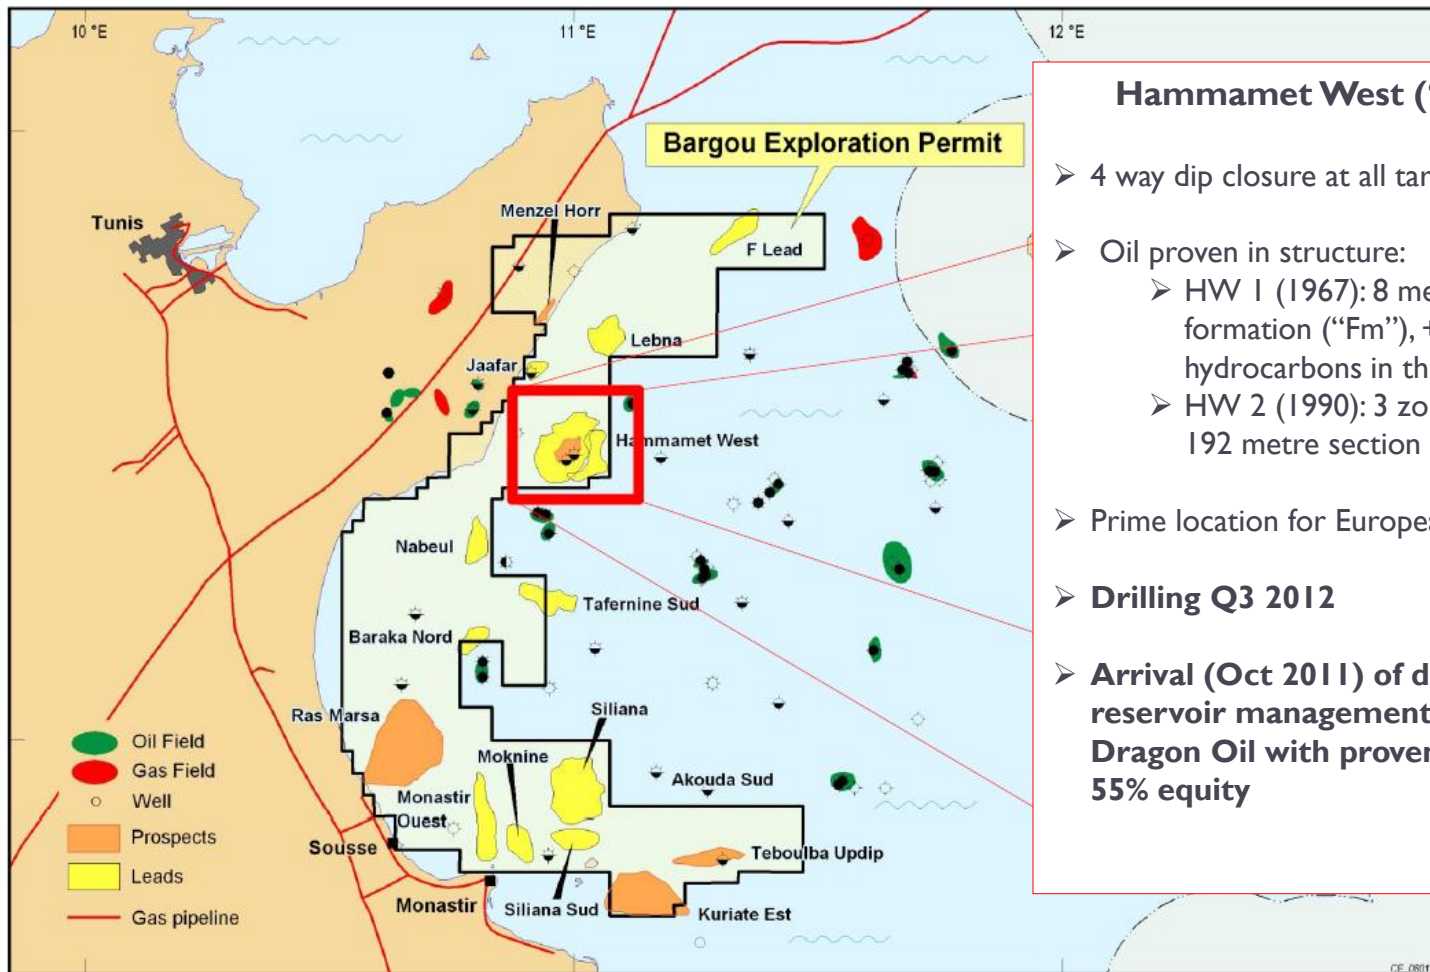 10 °E
11 °E
12 °E
Bargou Exploration Permit
Tunis
Menzel Horr
F Lead
Lebna
Jaafar
Hammamet West
Nabeul
Tafernine Sud
Baraka Nord
Ras Marsa
Siliana
Moknine
Akouda Sud
Monastir
Ouest
Sousse
Teboulba Updip
Monastir
Siliana Sud
Kuriate Est
Oil Field
Gas Field
Well
Prospects
Leads
Gas pipeline
Hammamet West (
➢ 4 way dip closure at all tar
➢ Oil proven in structure:
➢ HW 1 (1967): 8 me
formation (“Fm”), +
hydrocarbons in th
➢ HW 2 (1990): 3 zo
192 metre section
➢ Prime location for Europea
➢ Drilling Q3 2012
➢ Arrival (Oct 2011) of d
reservoir management
Dragon Oil with proven
55% equity